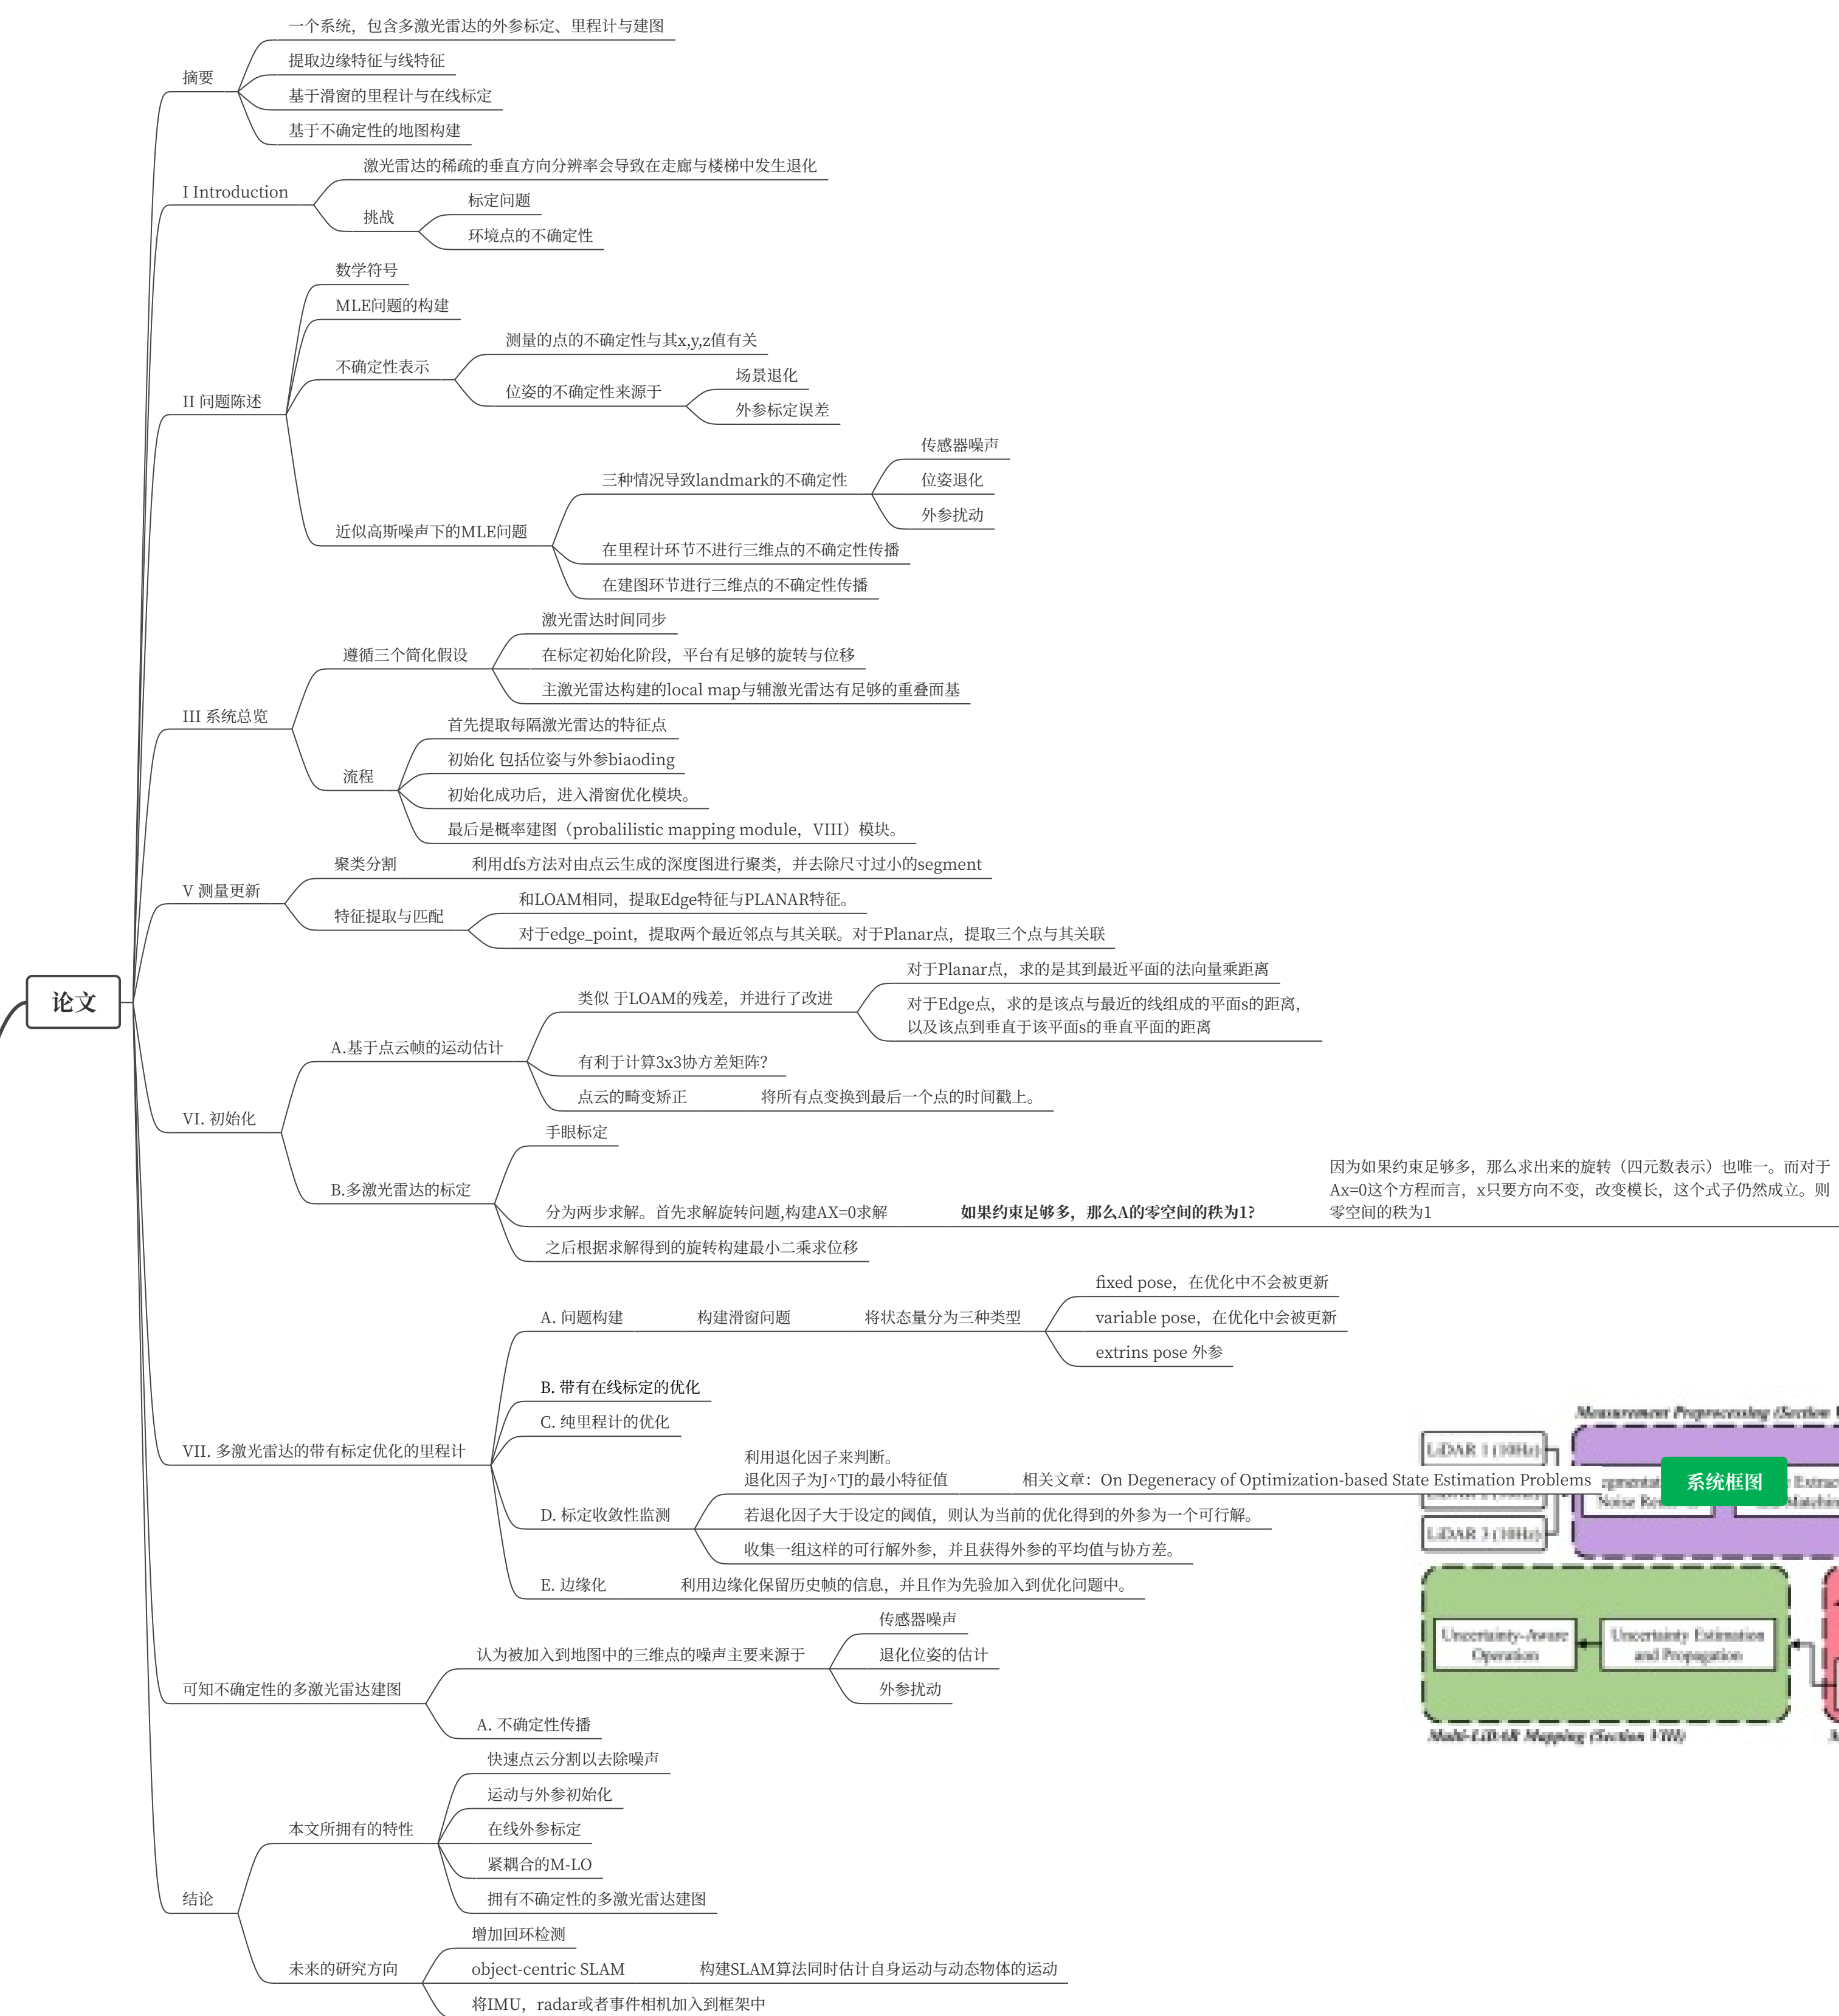 一个系统，包含多激光雷达的外参标定、里程计与建图
提取边缘特征与线特征
摘要
基于滑窗的里程计与在线标定
基于不确定性的地图构建
激光雷达的稀疏的垂直方向分辨率会导致在走廊与楼梯中发生退化
I Introduction
标定问题
挑战
环境点的不确定性
数学符号
MLE问题的构建
测量的点的不确定性与其x,y,z值有关
不确定性表示
场景退化
位姿的不确定性来源于
II 问题陈述
外参标定误差
传感器噪声
三种情况导致landmark的不确定性
位姿退化
外参扰动
近似高斯噪声下的MLE问题
在里程计环节不进行三维点的不确定性传播
在建图环节进行三维点的不确定性传播
激光雷达时间同步
遵循三个简化假设
在标定初始化阶段，平台有足够的旋转与位移
主激光雷达构建的local map与辅激光雷达有足够的重叠面基
III 系统总览
首先提取每隔激光雷达的特征点
初始化 包括位姿与外参biaoding
流程
初始化成功后，进入滑窗优化模块。
最后是概率建图（probalilistic mapping module，VIII）模块。
聚类分割
利用dfs方法对由点云生成的深度图进行聚类，并去除尺寸过小的segment
V 测量更新
和LOAM相同，提取Edge特征与PLANAR特征。
特征提取与匹配
对于edge_point，提取两个最近邻点与其关联。对于Planar点，提取三个点与其关联
论文
对于Planar点，求的是其到最近平面的法向量乘距离
类似 于LOAM的残差，并进行了改进
对于Edge点，求的是该点与最近的线组成的平面s的距离，
以及该点到垂直于该平面s的垂直平面的距离
A.基于点云帧的运动估计
有利于计算3x3协方差矩阵？
点云的畸变矫正
将所有点变换到最后一个点的时间戳上。
VI. 初始化
手眼标定
B.多激光雷达的标定
分为两步求解。首先求解旋转问题,构建AX=0求解
如果约束足够多，那么A的零空间的秩为1?
因为如果约束足够多，那么求出来的旋转（四元数表示）也唯一。而对于
Ax=0这个方程而言，x只要方向不变，改变模长，这个式子仍然成立。则
零空间的秩为1
之后根据求解得到的旋转构建最小二乘求位移
fixed pose，在优化中不会被更新
A. 问题构建
构建滑窗问题
将状态量分为三种类型
variable pose，在优化中会被更新
extrins pose 外参
B. 带有在线标定的优化
C. 纯里程计的优化
VII. 多激光雷达的带有标定优化的里程计
利用退化因子来判断。
退化因子为J^TJ的最小特征值
相关文章：On Degeneracy of Optimization-based State Estimation Problems
D. 标定收敛性监测
若退化因子大于设定的阈值，则认为当前的优化得到的外参为一个可行解。
收集一组这样的可行解外参，并且获得外参的平均值与协方差。
E. 边缘化
利用边缘化保留历史帧的信息，并且作为先验加入到优化问题中。
传感器噪声
认为被加入到地图中的三维点的噪声主要来源于
退化位姿的估计
外参扰动
可知不确定性的多激光雷达建图
A. 不确定性传播
快速点云分割以去除噪声
运动与外参初始化
本文所拥有的特性
在线外参标定
紧耦合的M-LO
拥有不确定性的多激光雷达建图
结论
增加回环检测
未来的研究方向
object-centric SLAM
构建SLAM算法同时估计自身运动与动态物体的运动
将IMU，radar或者事件相机加入到框架中
Measurement Preprocessing (Section
LiDAR 1 (10Hz)
系统框图
Noise
LiDAR 3 (10Hz)
Uncertainty-Aware
Operation
Uncertainty Estimation
and Propagation
Multi-LiDAR Mapping (Section VIII)